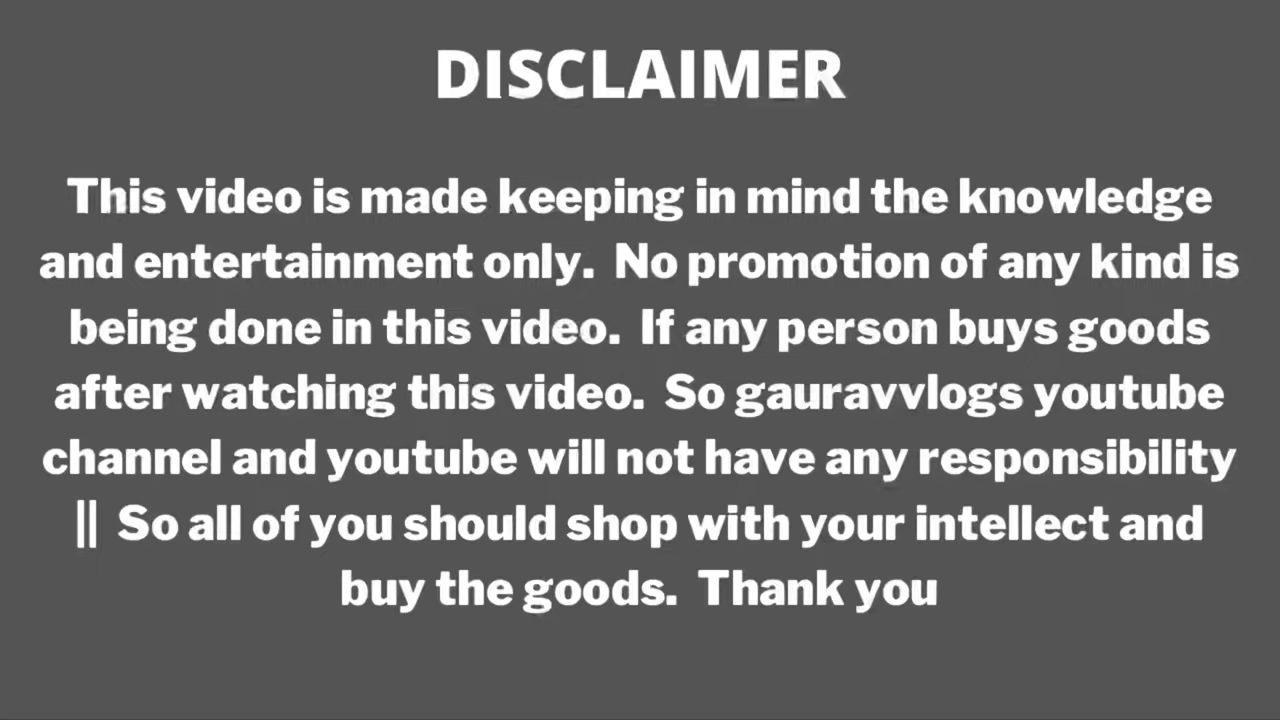 DISCLAIMER
This video is made keeping in mind the knowledge
and entertainment only.  No promotion of any kind is
being done in this video.  If any person buys goods
after watching this video.  So gauravvlogs youtube
channel and youtube will not have any responsibility
||  So all of you should shop with your intellect and
buy the goods.  Thank you